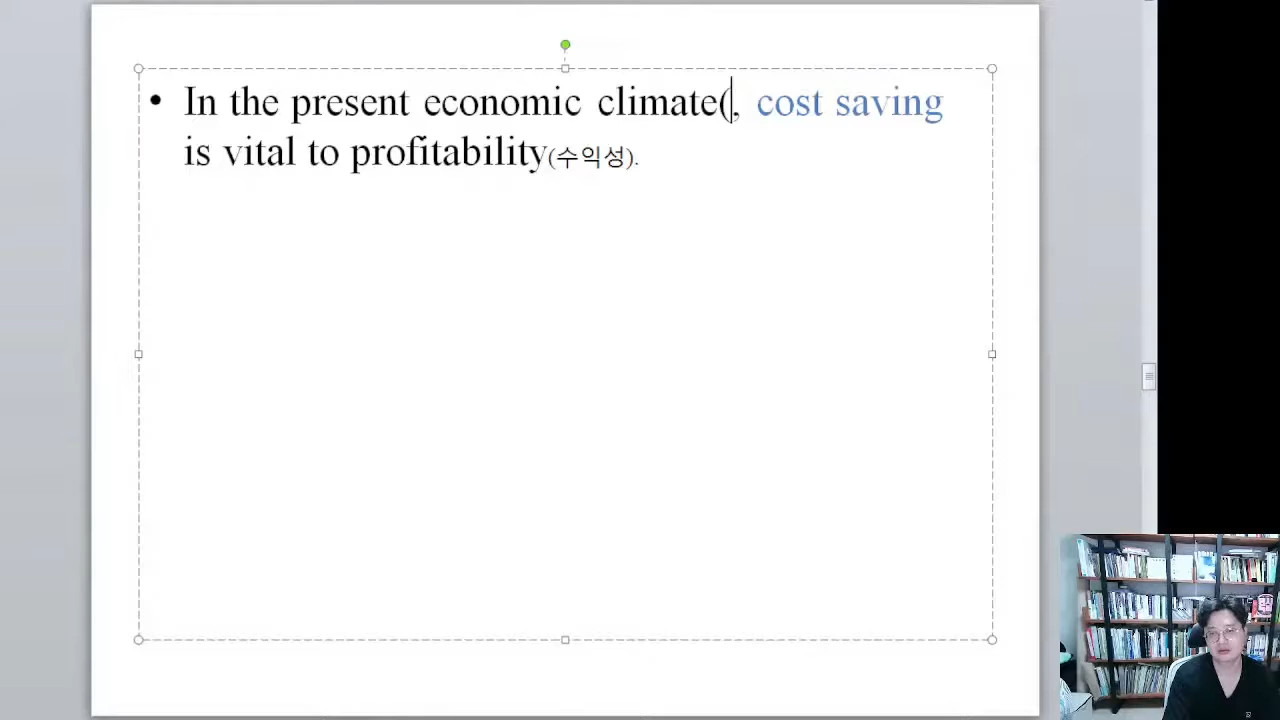 • In the present economic climate(, cost saving
is vital to profitability(수익성).